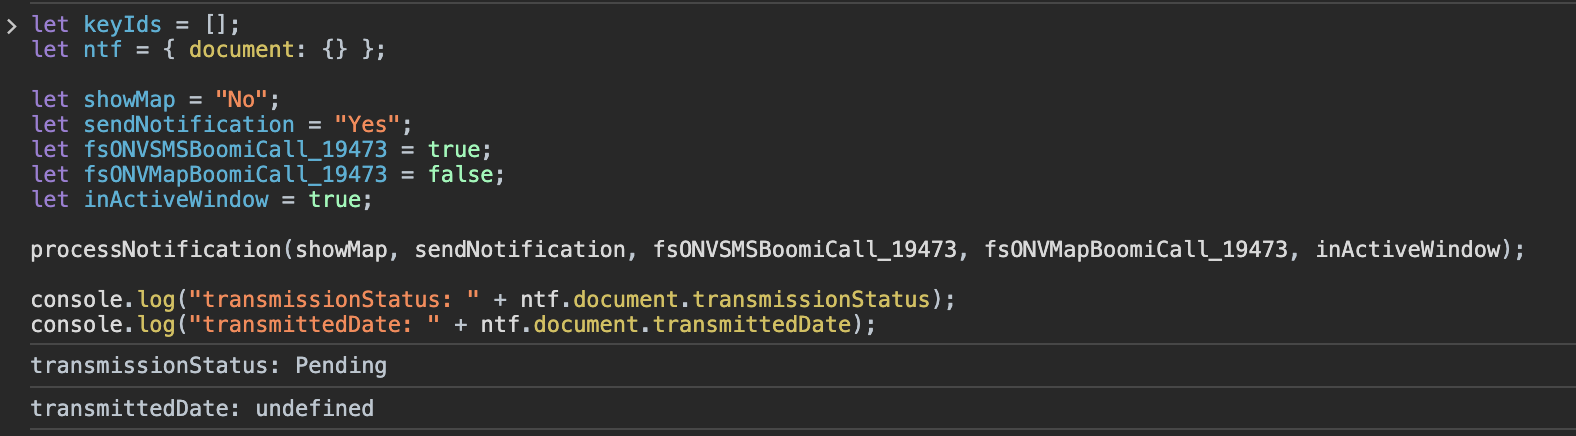 let keyIds = [];
let ntf = { document: {} };
let showMap = "No";
let sendNotification = "Yes";
let fsONVSMSBoomiCall_19473 = true;
let fsONVMapBoomiCall_19473 = false;
let inActiveWindow = true;
processNotification(showMap, sendNotification, fsONVSMSBoomiCall_19473, fsONVMapBoomiCall_19473, inActiveWindow);
console.log("transmissionStatus: " + ntf.document.transmissionStatus);
console.log("transmittedDate: " + ntf.document.transmittedDate);
transmissionStatus: Pending
transmittedDate: undefined